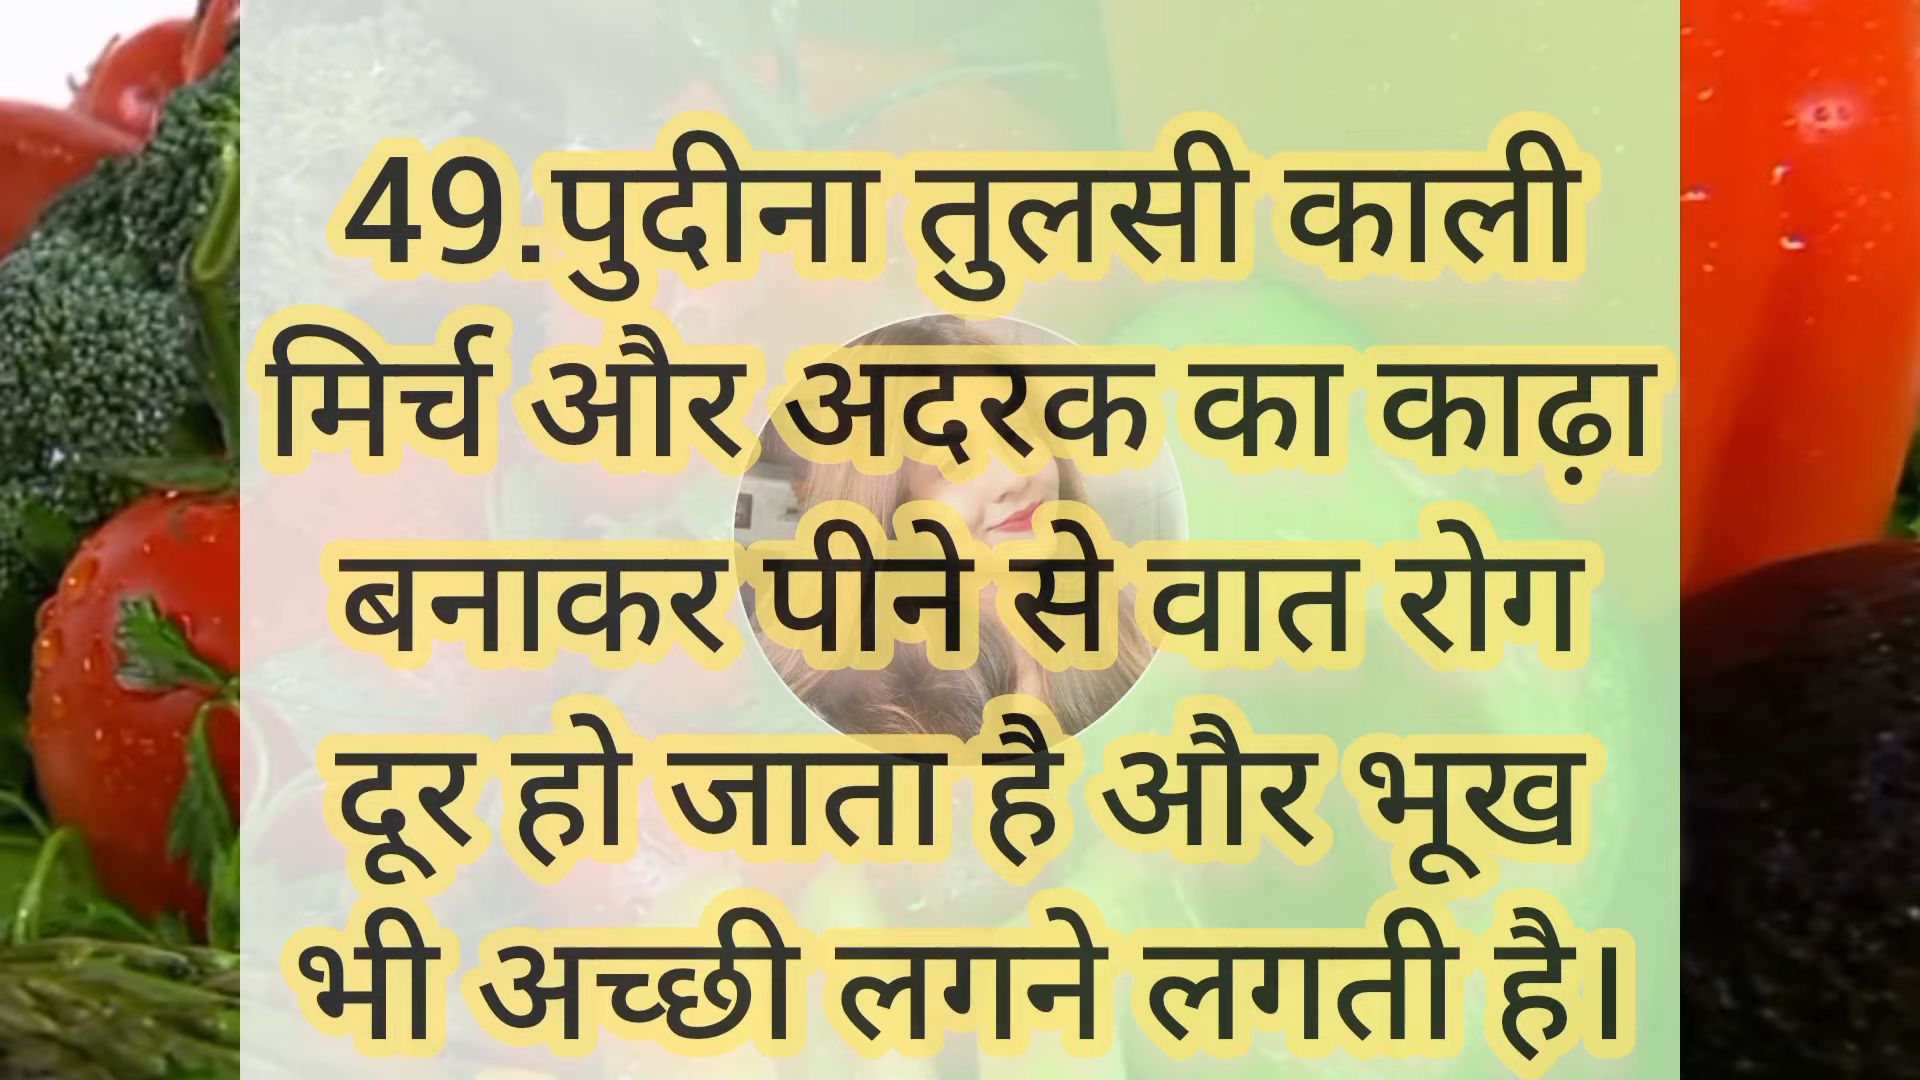 49.पुदीना तुलसी काली
मिर्च और अदरक का काढ़ा
बनाकर पीने से वात रोग
दूर हो जाता है और भूख
भी अच्छी लगने लगती है।